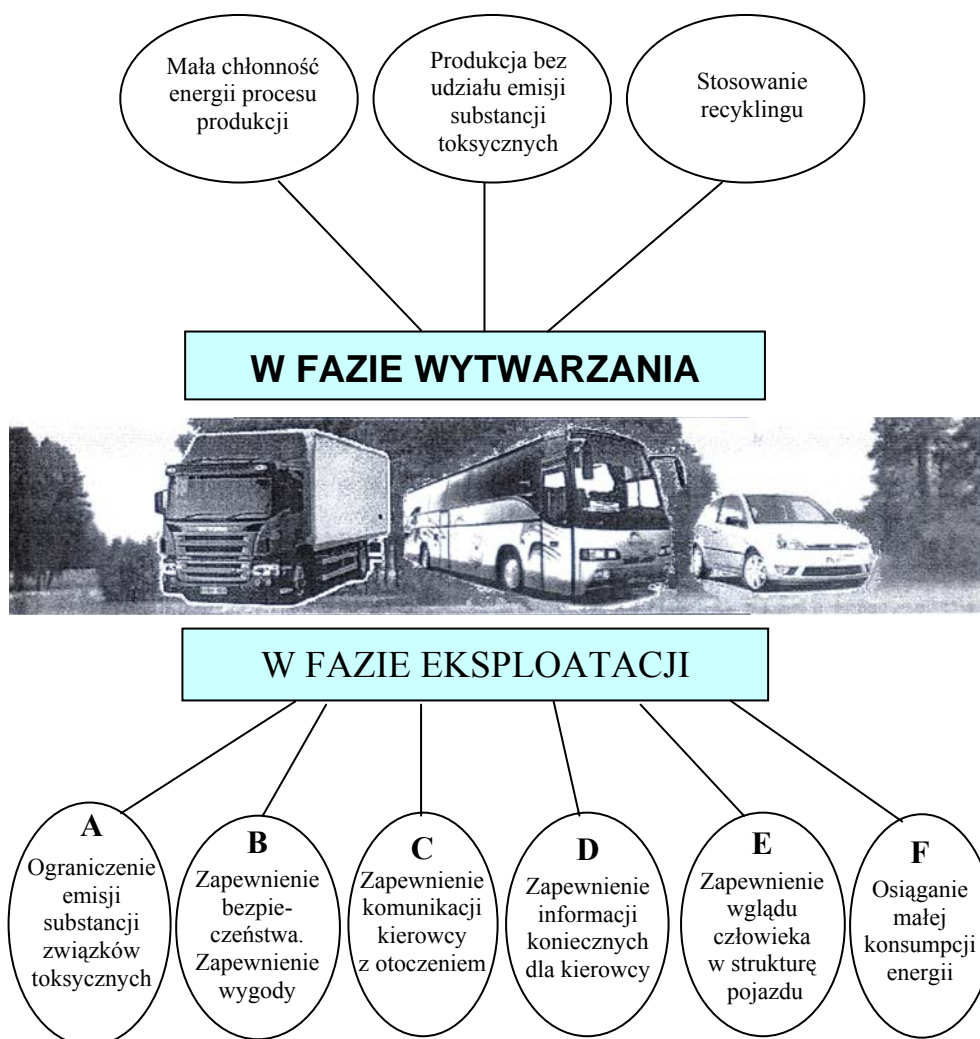 Mała chłonność
energii procesu
produkcji
Produkcja bez
udziału emisji
substancji
toksycznych
Stosowanie
recyklingu
W FAZIE WYTWARZANIA
W FAZIE EKSPLOATACJI
A
Ograniczenie
emisji
substancji
związków
toksycznych
B
Zapewnienie
bezpie-
czeństwa.
Zapewnienie
wygody
C
Zapewnienie
komunikacji
kierowcy
z otoczeniem
D
Zapewnienie
informacji
koniecznych
dla kierowcy
E
Zapewnienie
wglądu
człowieka
w strukturę
pojazdu
F
Osiąganie
małej
konsumpcji
energii